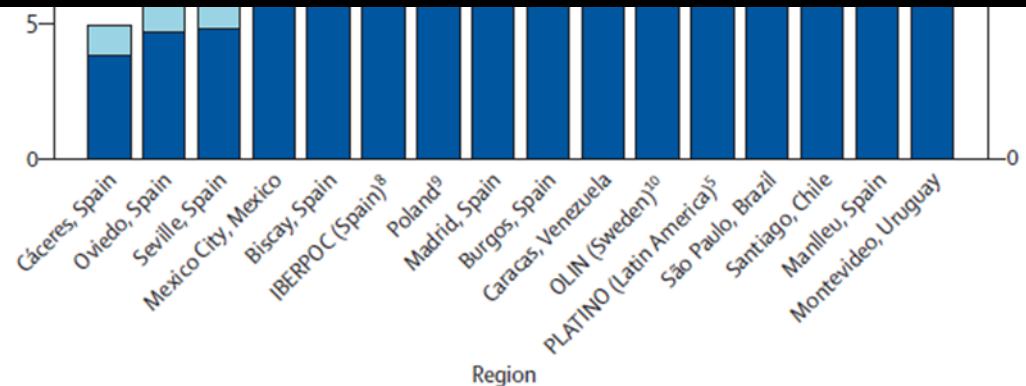 5
0
0
Cáceres, Spain
Oviedo, Spain
Seville, Spain
Mexico City, Mexico
Biscay, Spain
IBERPOC (Spain)⁸
Poland⁹
Madrid, Spain
Burgos, Spain
Caracas, Venezuela
OLIN (Sweden)¹⁰
PLATINO (Latin America)⁵
São Paulo, Brazil
Santiago, Chile
Manlleu, Spain
Montevideo, Uruguay
Region